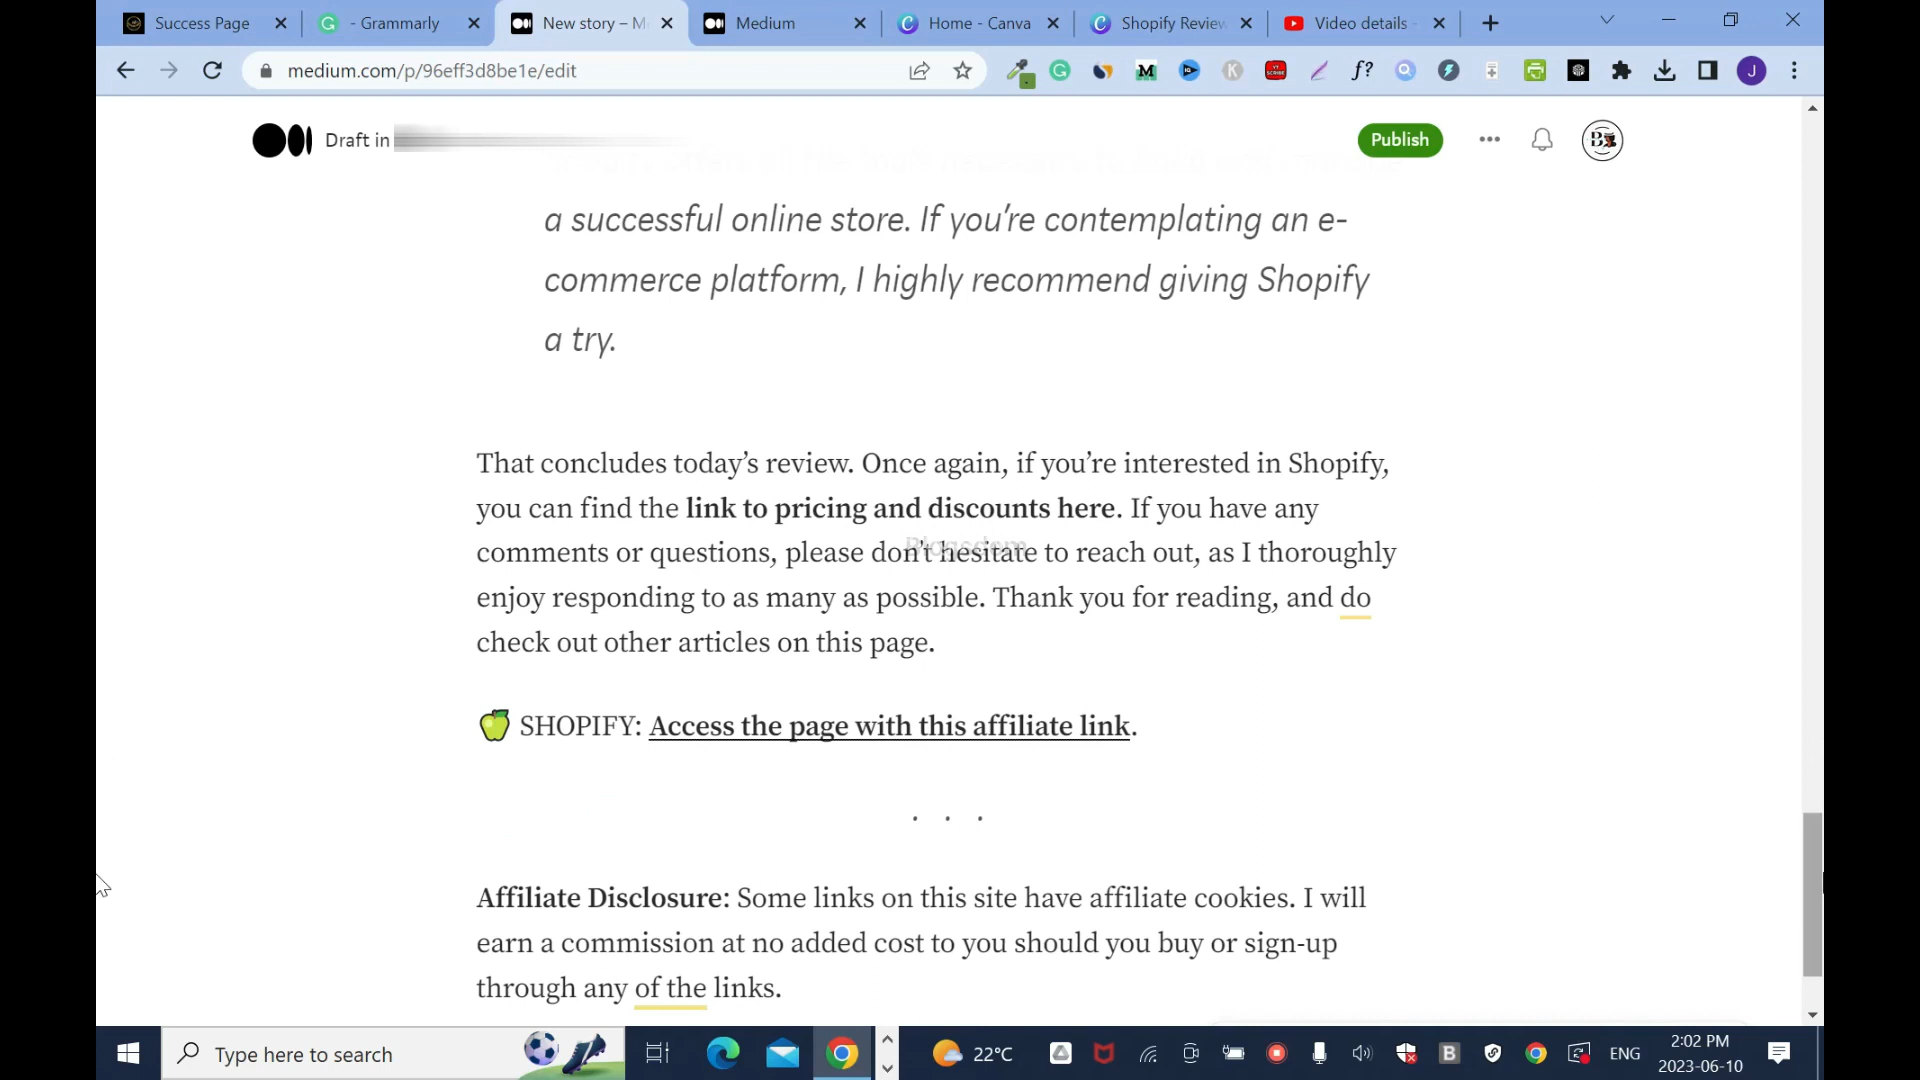 Success Page
- Grammarly
New story – M
Medium
Home - Canva
Shopify Review
Video details -
medium.com/p/96eff3d8be1e/edit
f?
J
Draft in
Publish
a successful online store. If you're contemplating an e-
commerce platform, I highly recommend giving Shopify
a try.
That concludes today's review. Once again, if you're interested in Shopify,
you can find the link to pricing and discounts here. If you have any
Blogsdom
comments or questions, please don't hesitate to reach out, as I thoroughly
enjoy responding to as many as possible. Thank you for reading, and do
check out other articles on this page.
SHOPIFY: Access the page with this affiliate link.
. . .
Affiliate Disclosure: Some links on this site have affiliate cookies. I will
earn a commission at no added cost to you should you buy or sign-up
through any of the links.
Type here to search
22°C
ENG
2:02 PM
2023-06-10